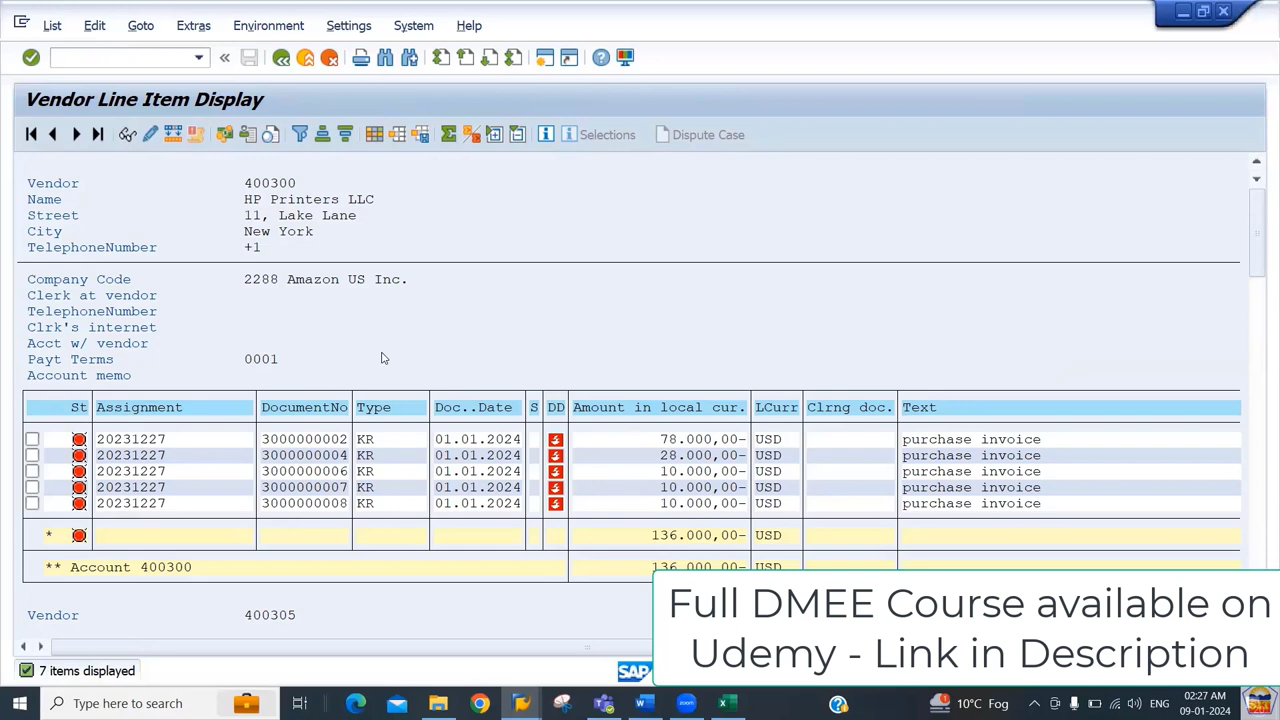 List Edit Goto Extras Environment Settings System Help
Vendor Line Item Display
Selections Dispute Case
Vendor 400300
Name HP Printers LLC
Street 11, Lake Lane
City New York
TelephoneNumber +1
Company Code 2288 Amazon US Inc.
Clerk at vendor
TelephoneNumber
Clrk's internet
Acct w/ vendor
Payt Terms 0001
Account memo
St Assignment DocumentNo Type Doc..Date S DD Amount in local cur. LCurr Clrng doc. Text
20231227 3000000002 KR 01.01.2024 78.000,00- USD purchase invoice
20231227 3000000004 KR 01.01.2024 28.000,00- USD purchase invoice
20231227 3000000006 KR 01.01.2024 10.000,00- USD purchase invoice
20231227 3000000007 KR 01.01.2024 10.000,00- USD purchase invoice
20231227 3000000008 KR 01.01.2024 10.000,00- USD purchase invoice
* 136.000,00- USD
** Account 400300 136.000,00- USD
Vendor 400305
Full DMEE Course available on
Udemy - Link in Description
7 items displayed
SAP
Type here to search
10°C Fog
ENG
02:27 AM
09-01-2024